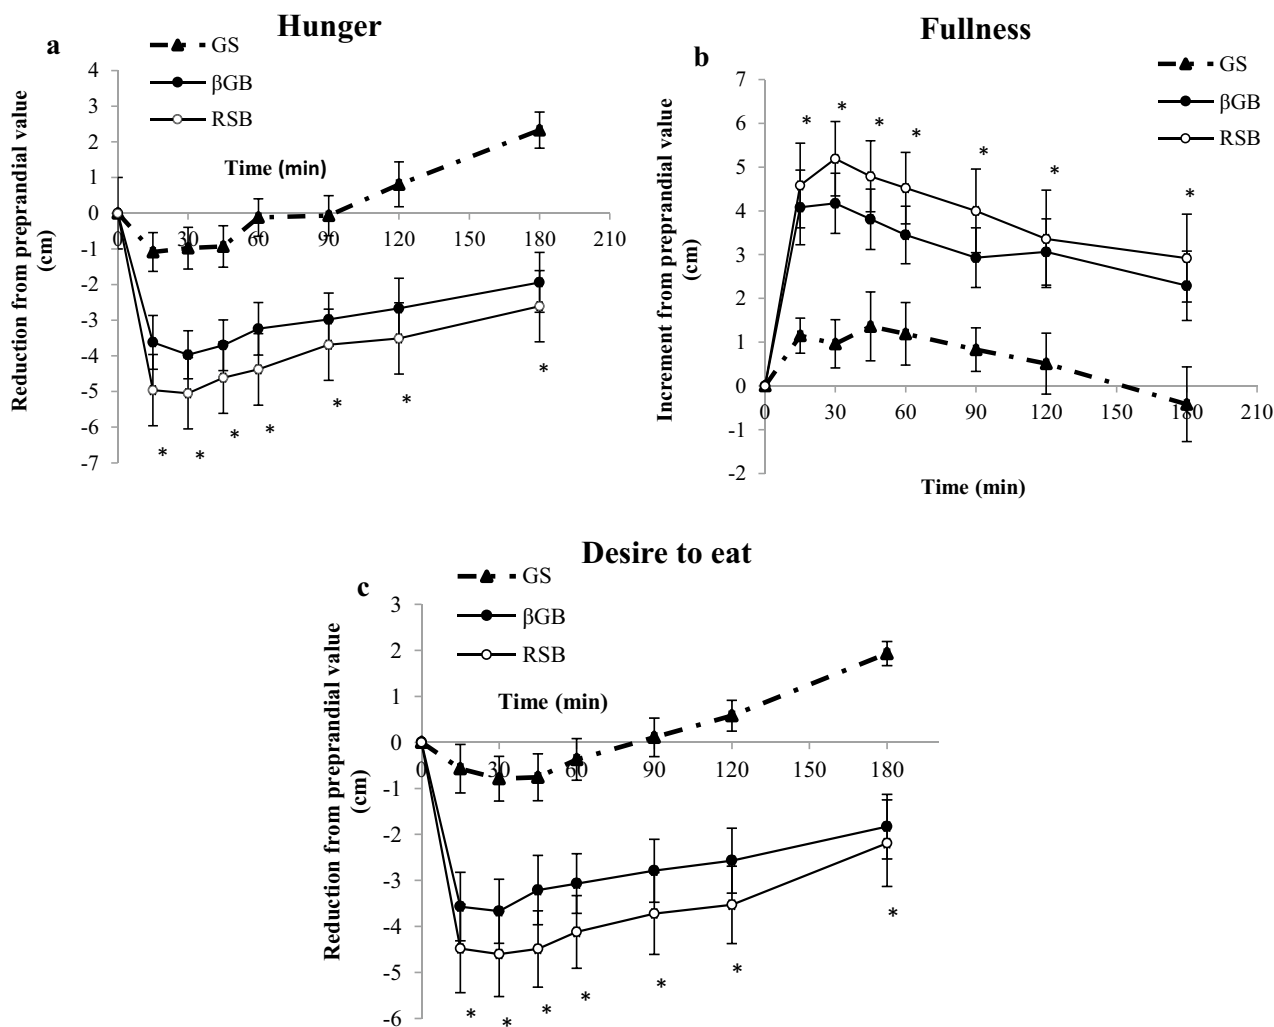 Hunger
a
GS
βGB
RSB
4
3
2
1
0
-1
-2
-3
-4
-5
-6
-7
Time (min)
0 30 60 90 120 150 180 210
Reduction from preprandial value
(cm)
* * * * * * *
Fullness
b
GS
βGB
RSB
7
6
5
4
3
2
1
0
-1
-2
0 30 60 90 120 150 180 210
Increment from preprandial value
(cm)
* * * * * * *
Time (min)
Desire to eat
c
GS
βGB
RSB
3
2
1
0
-1
-2
-3
-4
-5
-6
Time (min)
0 30 60 90 120 150 180
Reduction from preprandial value
(cm)
* * * * * * *